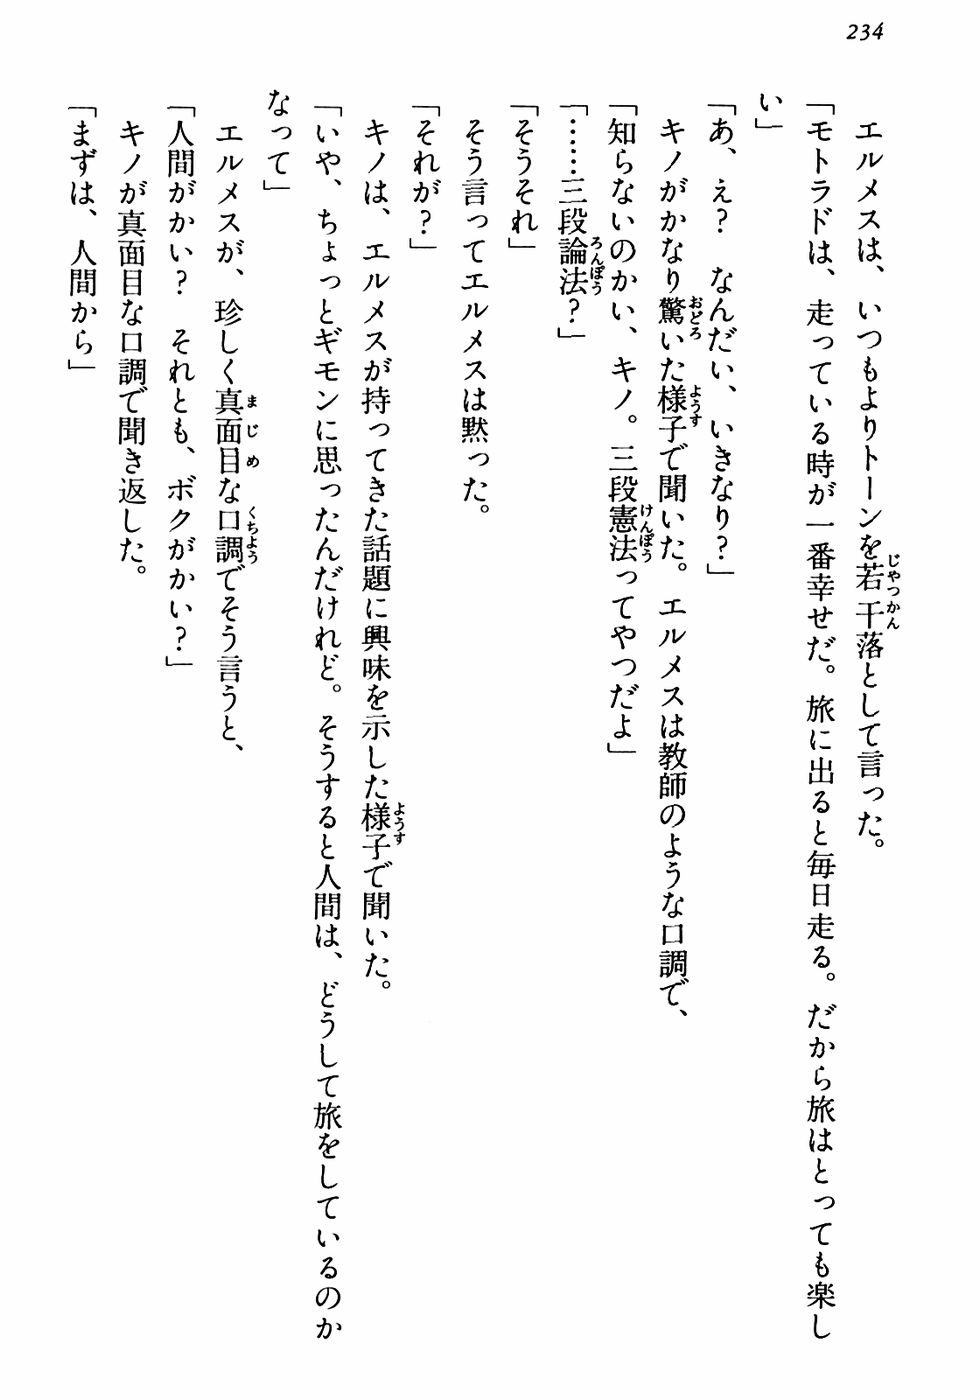 234
エルメスは、いつもよりトーンを若干落として言った。
「モトラドは、走っている時が一番幸せだ。旅に出ると毎日走る。だから旅はとっても楽し
い」
「あ、え？　なんだい、いきなり？」
キノがかなり驚いた様子で聞いた。エルメスは教師のような口調で、
「知らないのかい、キノ。三段憲法ってやつだよ」
「……三段論法？」
「そうそれ」
そう言ってエルメスは黙った。
「それが？」
キノは、エルメスが持ってきた話題に興味を示した様子で聞いた。
「いや、ちょっとギモンに思ったんだけれど。そうすると人間は、どうして旅をしているのか
なって」
エルメスが、珍しく真面目な口調でそう言うと、
「人間がかい？　それとも、ボクがかい？」
キノが真面目な口調で聞き返した。
「まずは、人間から」